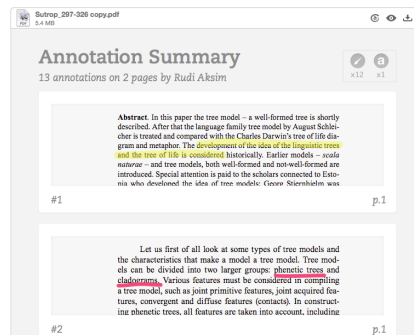 Sutrop_297-326 copy.pdf
5.4 MB
PDF
Annotation Summary
13 annotations on 2 pages by Rudi Aksim
a
x12 x1
Abstract. In this paper the tree model – a well-formed tree is shortly
described. After that the language family tree model by August Schlei-
cher is treated and compared with the Charles Darwin's tree of life dia-
gram and metaphor. The development of the idea of the linguistic trees
and the tree of life is considered historically. Earlier models – scala
naturae – and tree models, both well-formed and not-well-formed are
introduced. Special attention is paid to the scholars connected to Esto-
nia who developed the idea of tree models: Georg Stiernhielm was
#1 p.1
Let us first of all look at some types of tree models and
the characteristics that make a model a tree model. Tree mod-
els can be divided into two larger groups: phenetic trees and
cladograms. Various features must be considered in compiling
a tree model, such as joint primitive features, joint acquired fea-
tures, convergent and diffuse features (contacts). In construct-
ing phenetic trees, all features are taken into account, including
#2 p.1